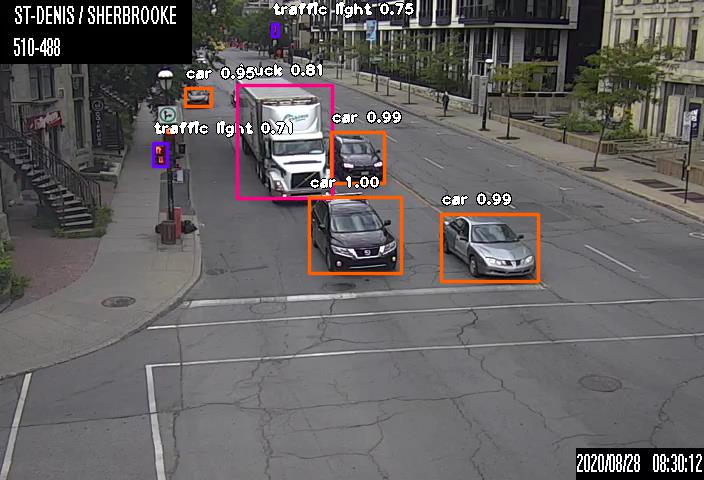 traffic light 0.75
ST-DENIS / SHERBROOKE
510-488
car 0.95
truck 0.81
car 0.99
traffic light 0.71
car 1.00
car 0.99
2020/08/28 08:30:12